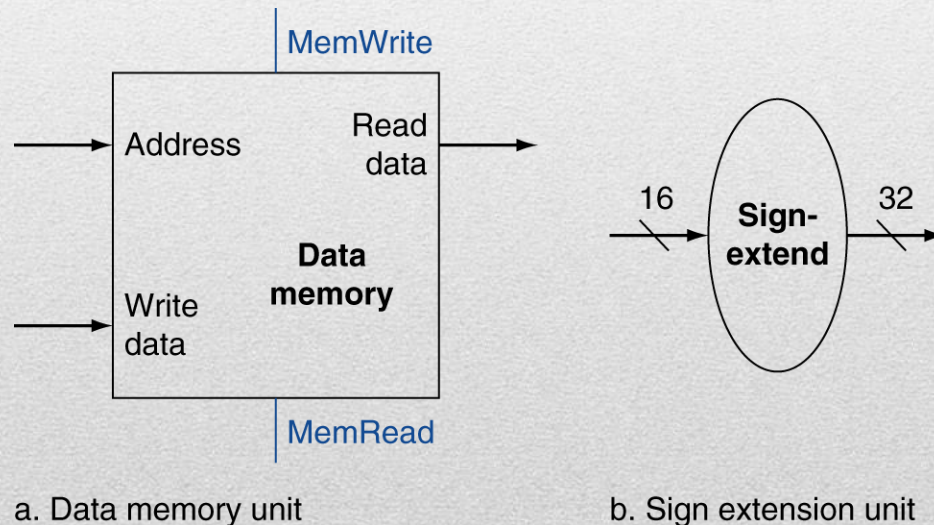 MemWrite
Address
Read
data
Data
memory
Write
data
MemRead
a. Data memory unit
16
Sign-
extend
32
b. Sign extension unit